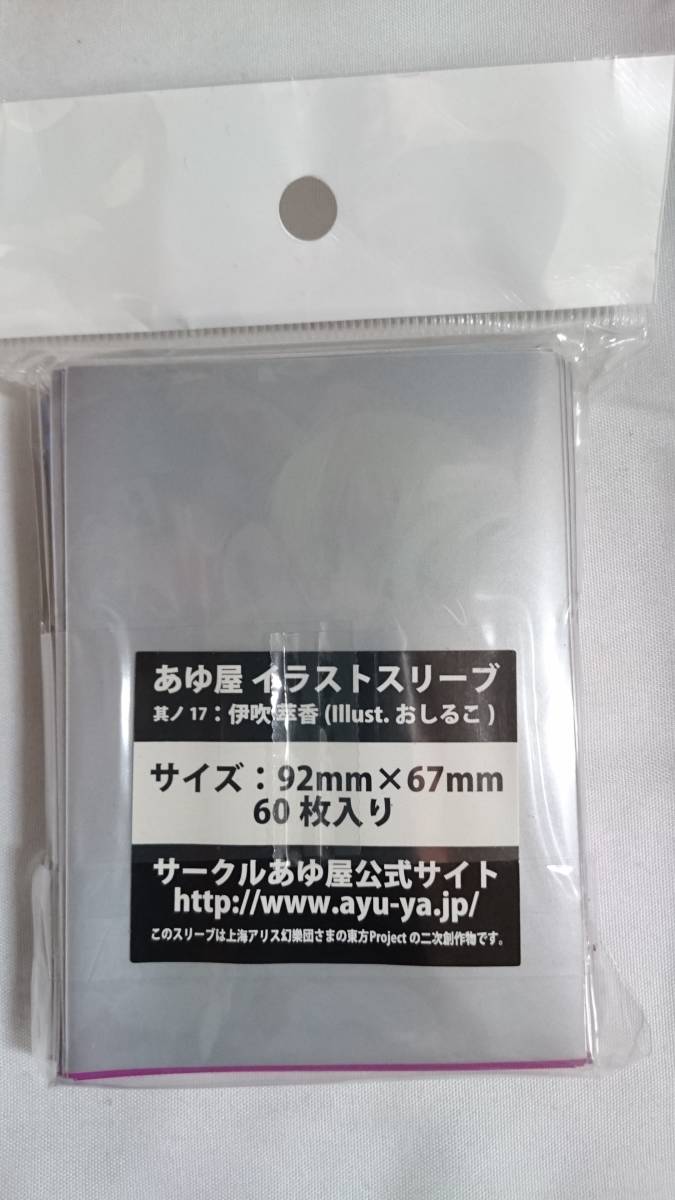 あゆ屋 イラストスリーブ
其ノ 17：伊吹 萃香 (Illust. おしるこ )
サイズ：92mm×67mm
60 枚入り
サークルあゆ屋公式サイト
http://www.ayu-ya.jp/
このスリーブは上海アリス幻樂団さまの東方Project の二次創作物です。